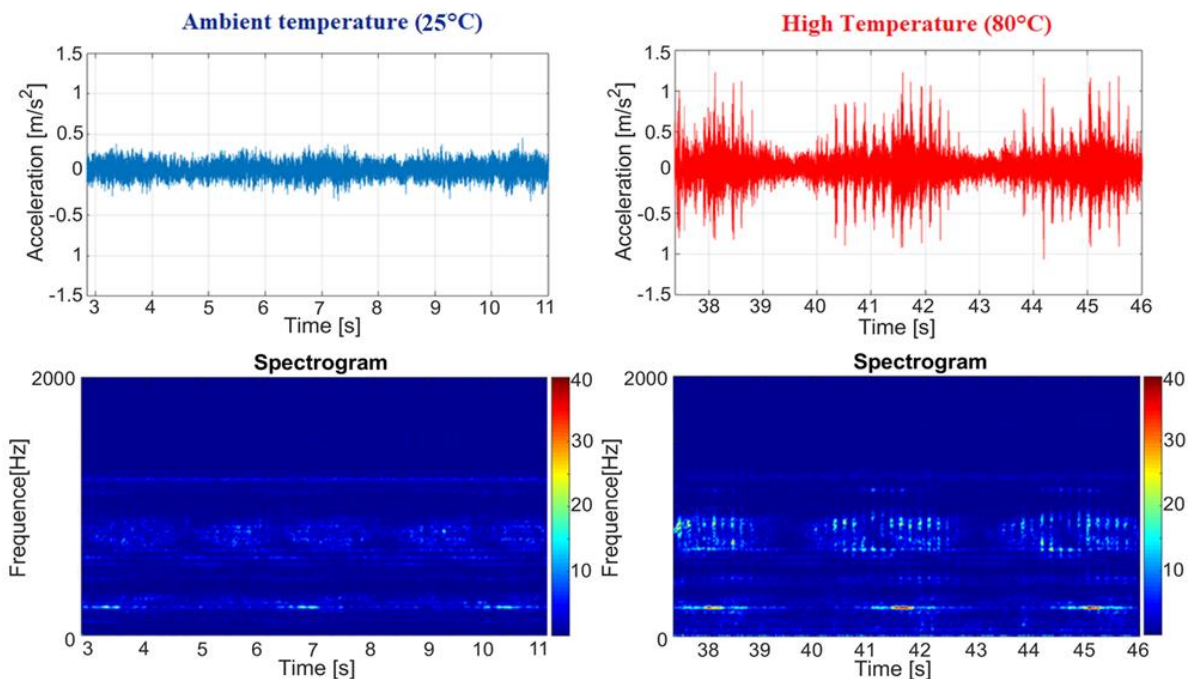 Ambient temperature (25°C)
1.5
1
0.5
0
-0.5
1
-1.5
Acceleration [m/s²]
3 4 5 6 7 8 9 10 11
Time [s]
High Temperature (80°C)
1.5
1
0.5
0
-0.5
1
-1.5
Acceleration [m/s²]
38 39 40 41 42 43 44 45 46
Time [s]
Spectrogram
2000
0
Frequence[Hz]
3 4 5 6 7 8 9 10 11
Time [s]
40
30
20
10
Spectrogram
2000
0
Frequence[Hz]
38 39 40 41 42 43 44 45 46
Time [s]
40
30
20
10